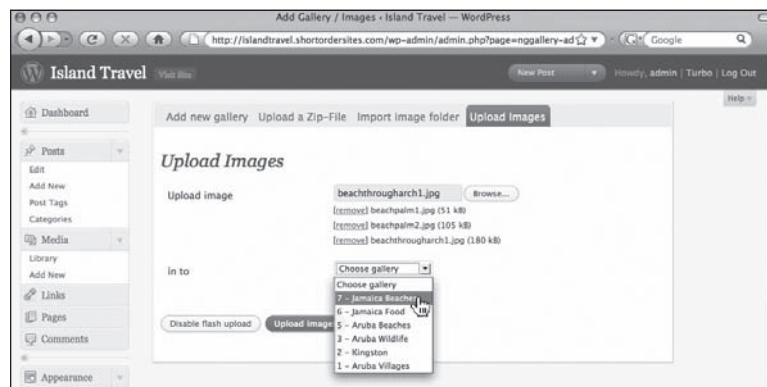 Add Gallery / Images ‹ Island Travel — WordPress
http://islandtravel.shortordersites.com/wp-admin/admin.php?page=nggallery-ad
Google
Island Travel
Visit Site
New Post
Howdy, admin | Turbo | Log Out
Help
Dashboard
Posts
Edit
Add New
Post Tags
Categories
Media
Library
Add New
Links
Pages
Comments
Appearance
Add new gallery
Upload a Zip-File
Import image folder
Upload Images
Upload Images
Upload image
beachthrougharch1.jpg
Browse...
[remove] beachpalm1.jpg (51 kB)
[remove] beachpalm2.jpg (105 kB)
[remove] beachthrougharch1.jpg (180 kB)
in to
Choose gallery
Choose gallery
7 - Jamaica Beaches
6 - Jamaica Food
5 - Aruba Beaches
3 - Aruba Wildlife
2 - Kingston
1 - Aruba Villages
Disable flash upload
Upload image